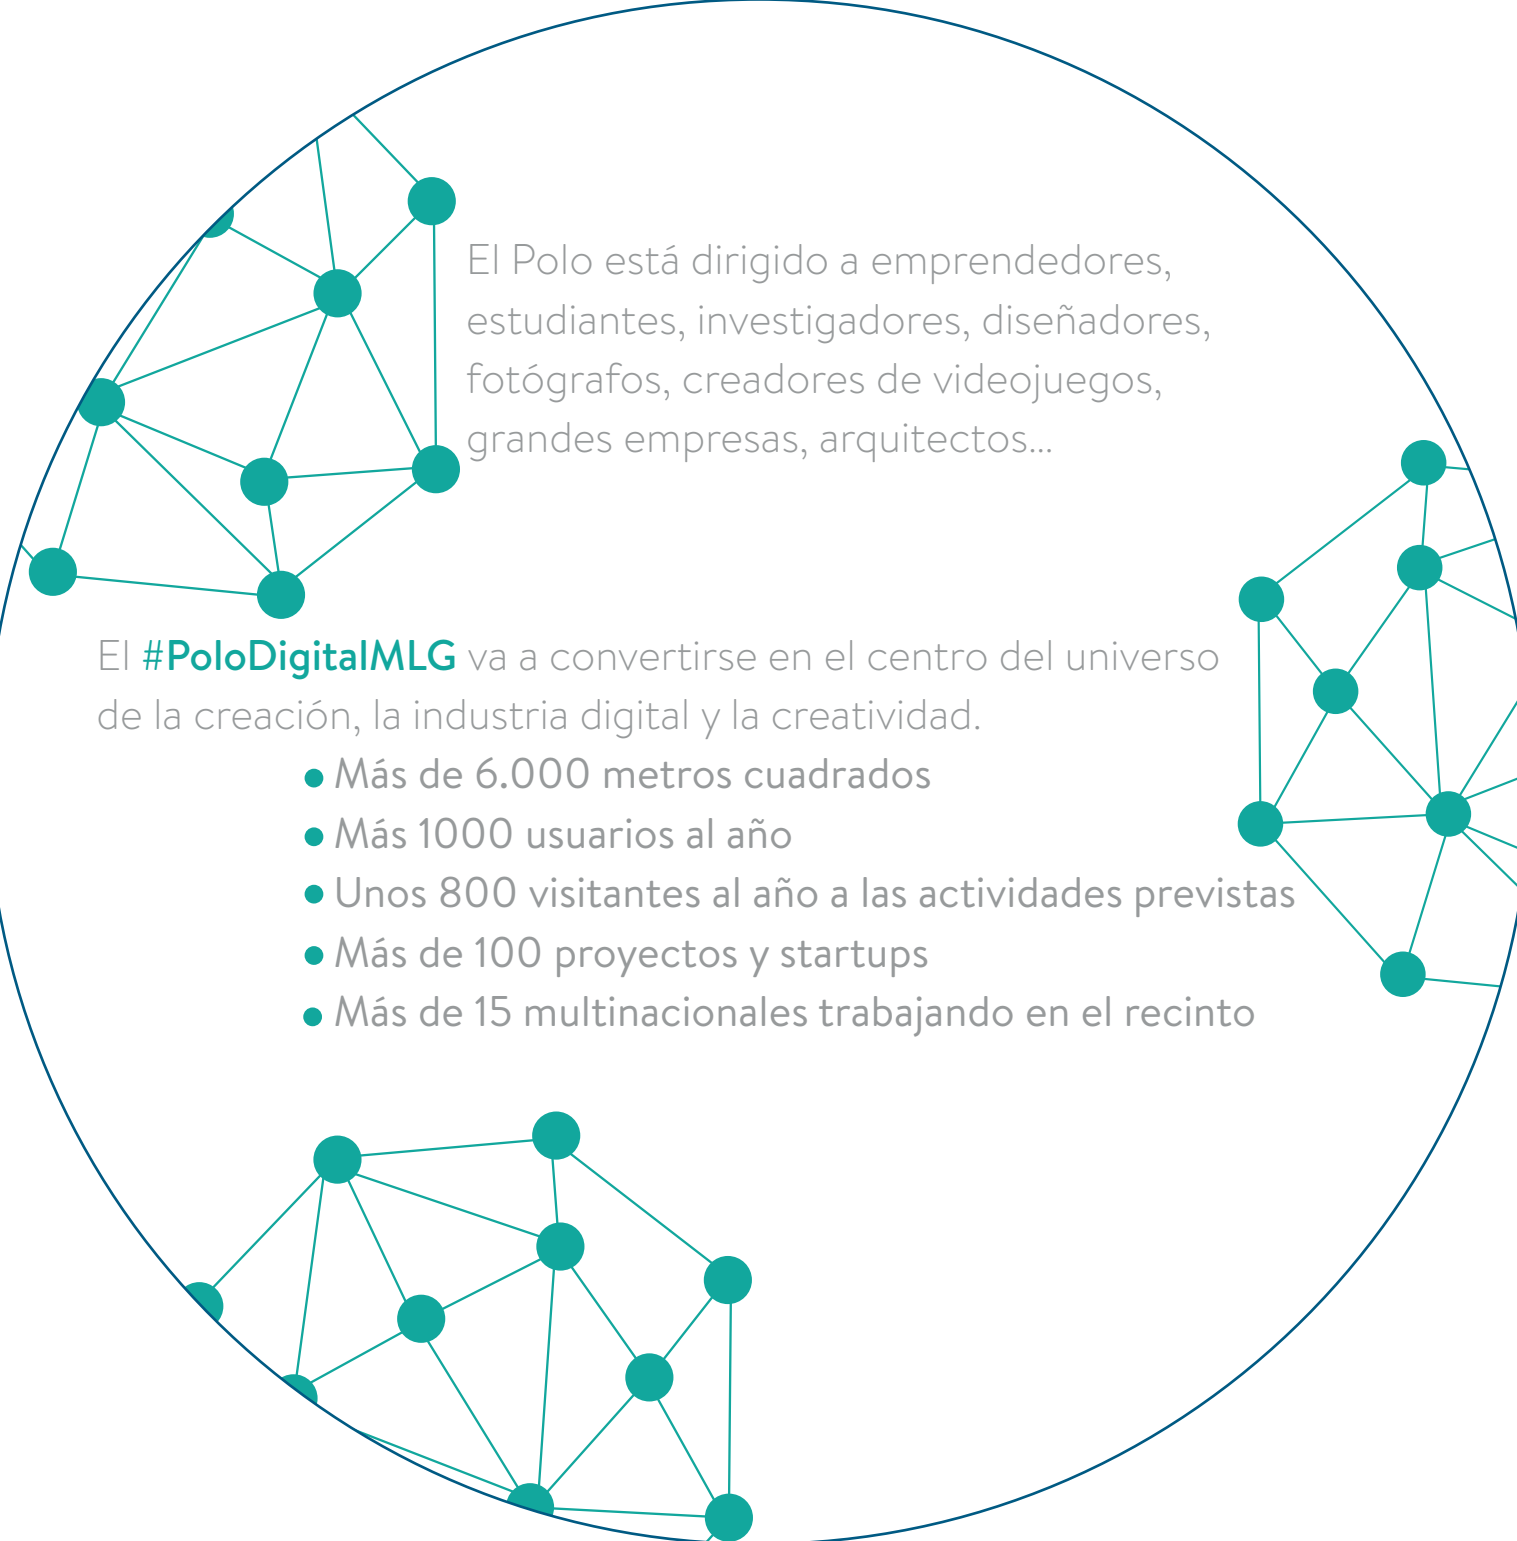 El Polo está dirigido a emprendedores,
estudiantes, investigadores, diseñadores,
fotógrafos, creadores de videojuegos,
grandes empresas, arquitectos...
El #PoloDigitalMLG va a convertirse en el centro del universo
de la creación, la industria digital y la creatividad.
• Más de 6.000 metros cuadrados
• Más 1000 usuarios al año
• Unos 800 visitantes al año a las actividades previstas
• Más de 100 proyectos y startups
• Más de 15 multinacionales trabajando en el recinto